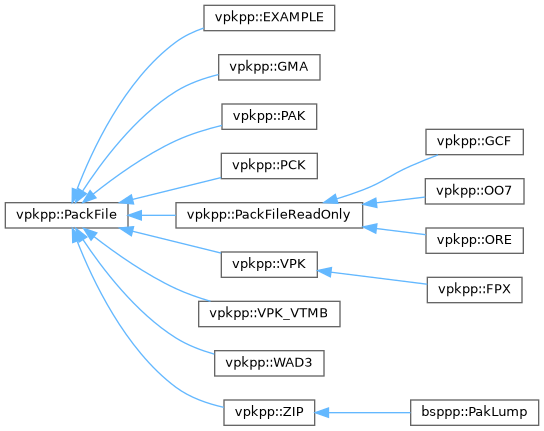 vpkpp::EXAMPLE
vpkpp::GMA
vpkpp::PAK
vpkpp::GCF
vpkpp::PCK
vpkpp::OO7
vpkpp::PackFile
vpkpp::PackFileReadOnly
vpkpp::ORE
vpkpp::VPK
vpkpp::FPX
vpkpp::VPK_VTMB
vpkpp::WAD3
vpkpp::ZIP
bsppp::PakLump